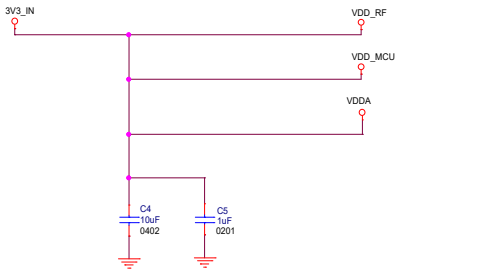 3V3_IN
VDD_RF
VDD_MCU
VDDA
C4
10uF
0402
C5
1uF
0201